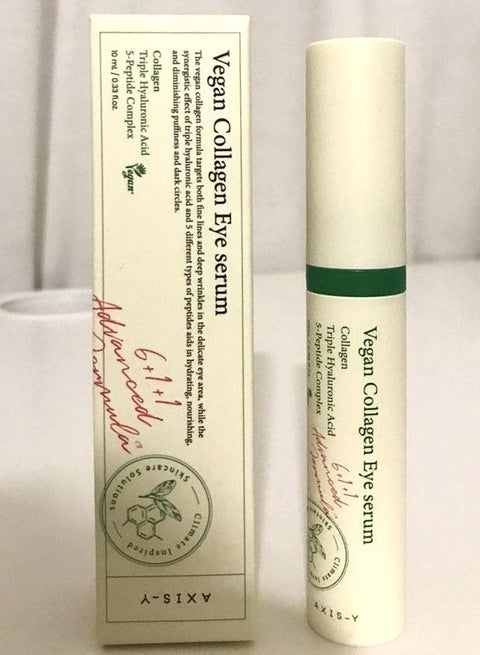 Vegan Collagen Eye serum
The vegan collagen formula targets both fine lines and deep wrinkles in the delicate eye area, while the
synergistic effect of triple hyaluronic acid and 5 different types of peptides aids in hydrating, nourishing,
and diminishing puffiness and dark circles.
Collagen
Triple Hyaluronic Acid
5-Peptide Complex
Vegan
10 mL / 0.33 fl.oz.
6+1+1
Advanced
Formula
Climate Inspired
Skincare Solutions
AXIS-Y
Vegan Collagen Eye serum
Collagen
Triple Hyaluronic Acid
5-Peptide Complex
6+1+1
Advanced
Formula
Climate
AXIS-Y